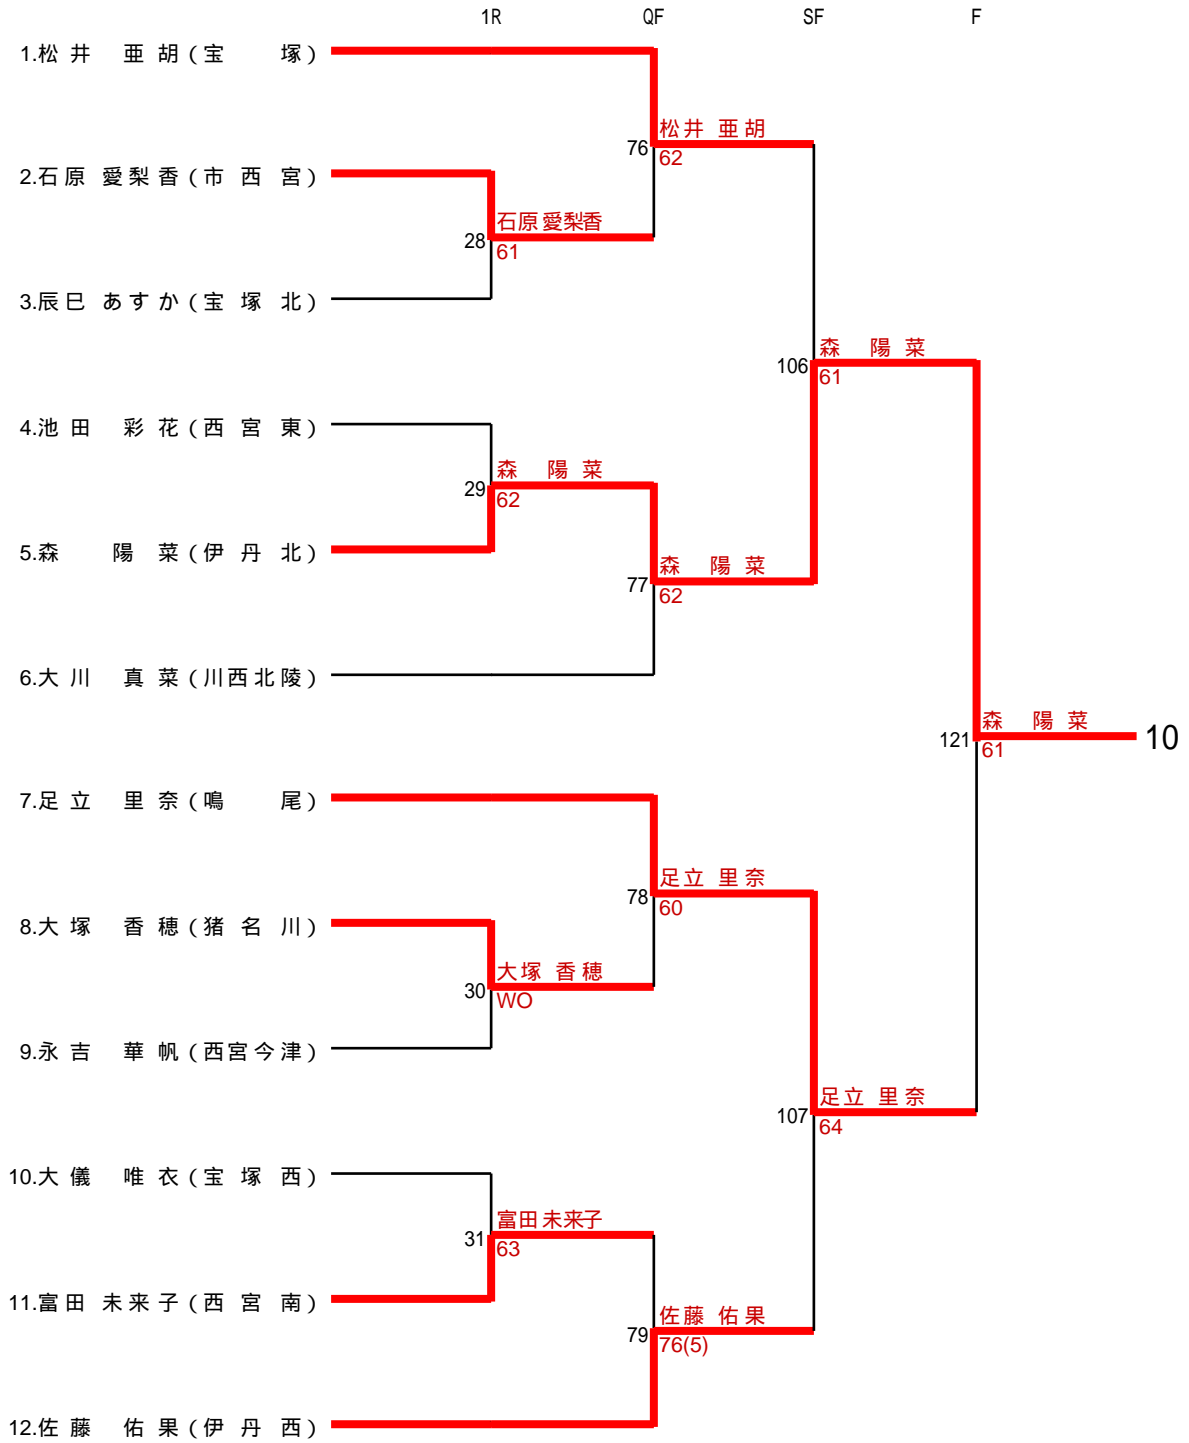 1R QF SF F
1.松井 亜胡(宝 塚)
松井 亜胡
76
62
2.石原 愛梨香(市西宮)
石原 愛梨香
28
61
3.辰巳 あすか(宝塚北)
森 陽菜
106
61
4.池田 彩花(西宮東)
森 陽菜
29
62
5.森 陽菜(伊丹北)
森 陽菜
77
62
6.大川 真菜(川西北陵)
森 陽菜
121
61
10
7.足立 里奈(鳴 尾)
足立 里奈
78
60
8.大塚 香穂(猪名川)
大塚 香穂
30
WO
9.永吉 華帆(西宮今津)
足立 里奈
107
64
10.大儀 唯衣(宝塚西)
富田 未来子
31
63
11.富田 未来子(西宮南)
佐藤 佑果
79
76(5)
12.佐藤 佑果(伊丹西)